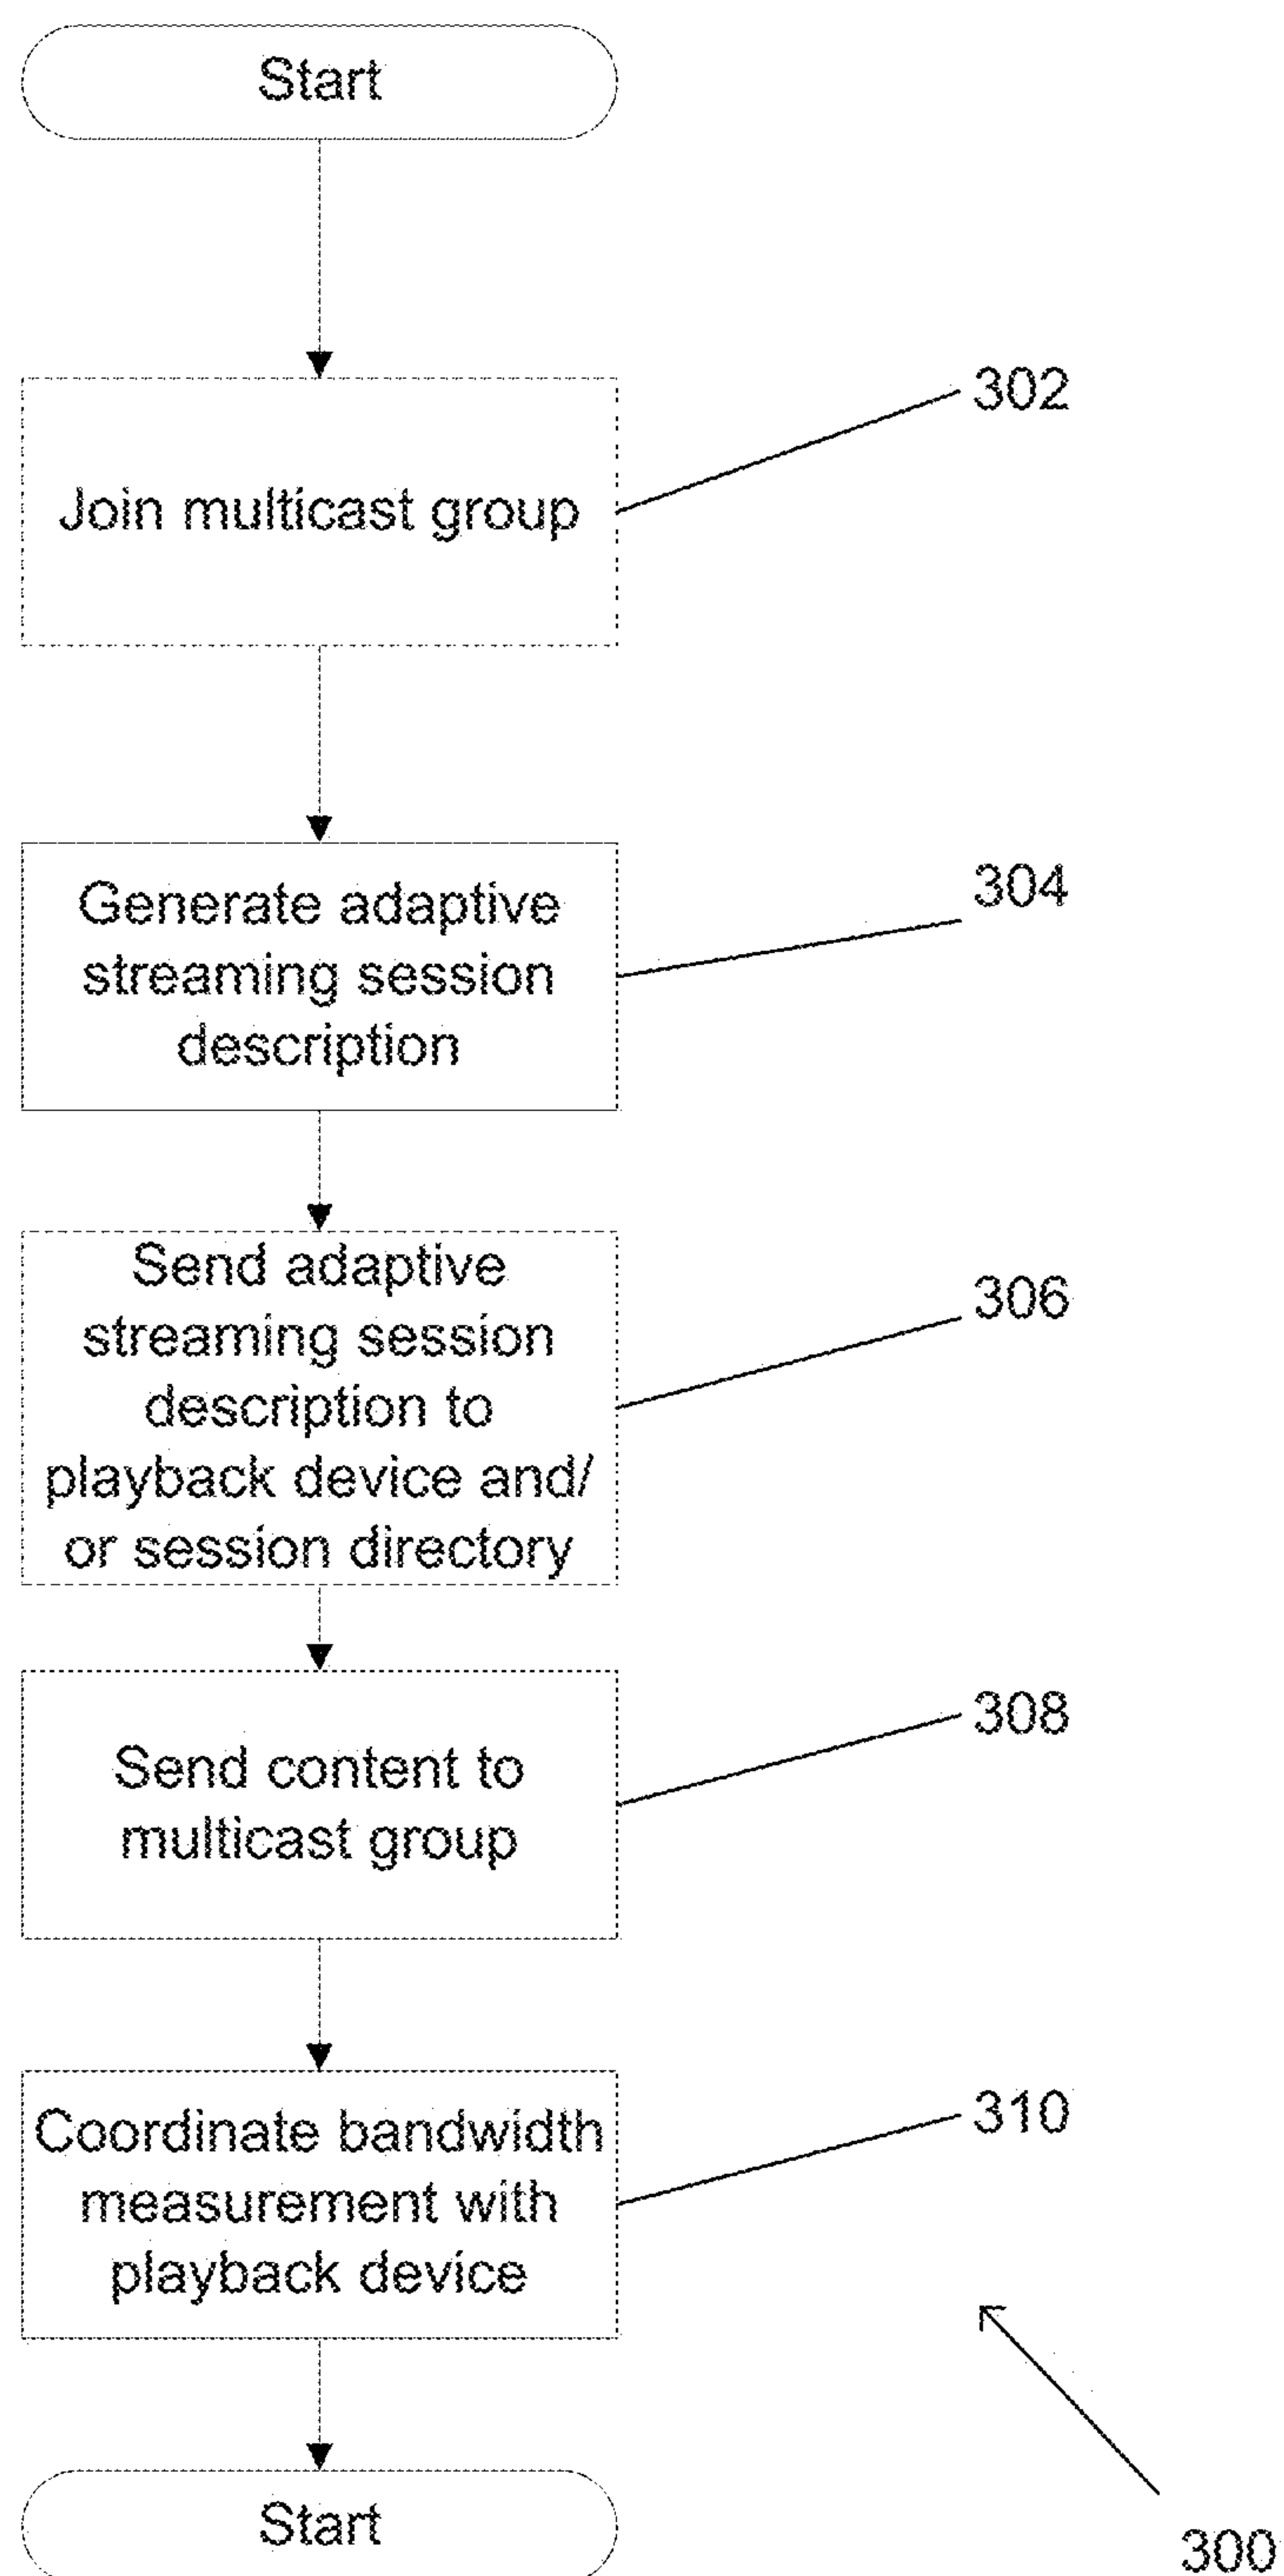 Start
302
Join multicast group
304
Generate adaptive
streaming session
description
306
Send adaptive
streaming session
description to
playback device and/
or session directory
308
Send content to
multicast group
310
Coordinate bandwidth
measurement with
playback device
Start
300